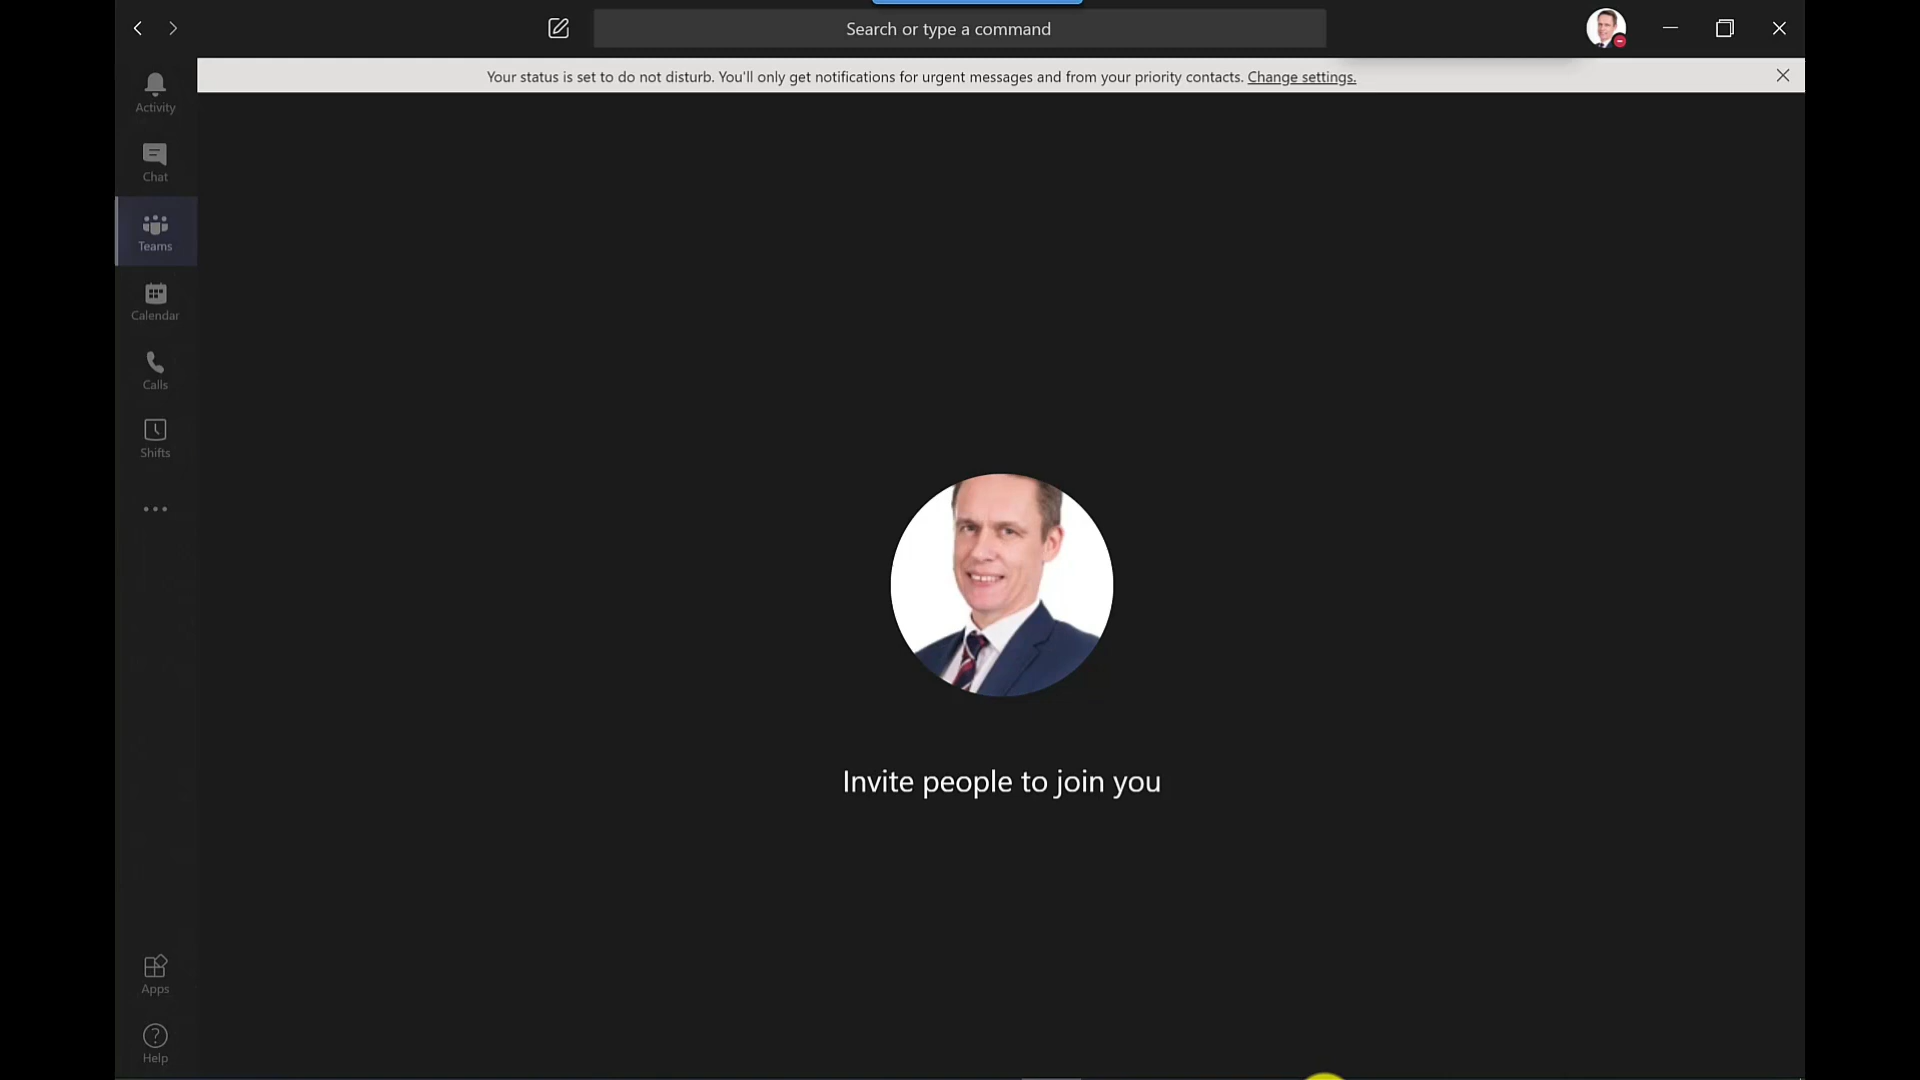 Search or type a command
Your status is set to do not disturb. You'll only get notifications for urgent messages and from your priority contacts. Change settings.
Activity
Chat
Teams
Calendar
Calls
Shifts
Invite people to join you
Apps
Help